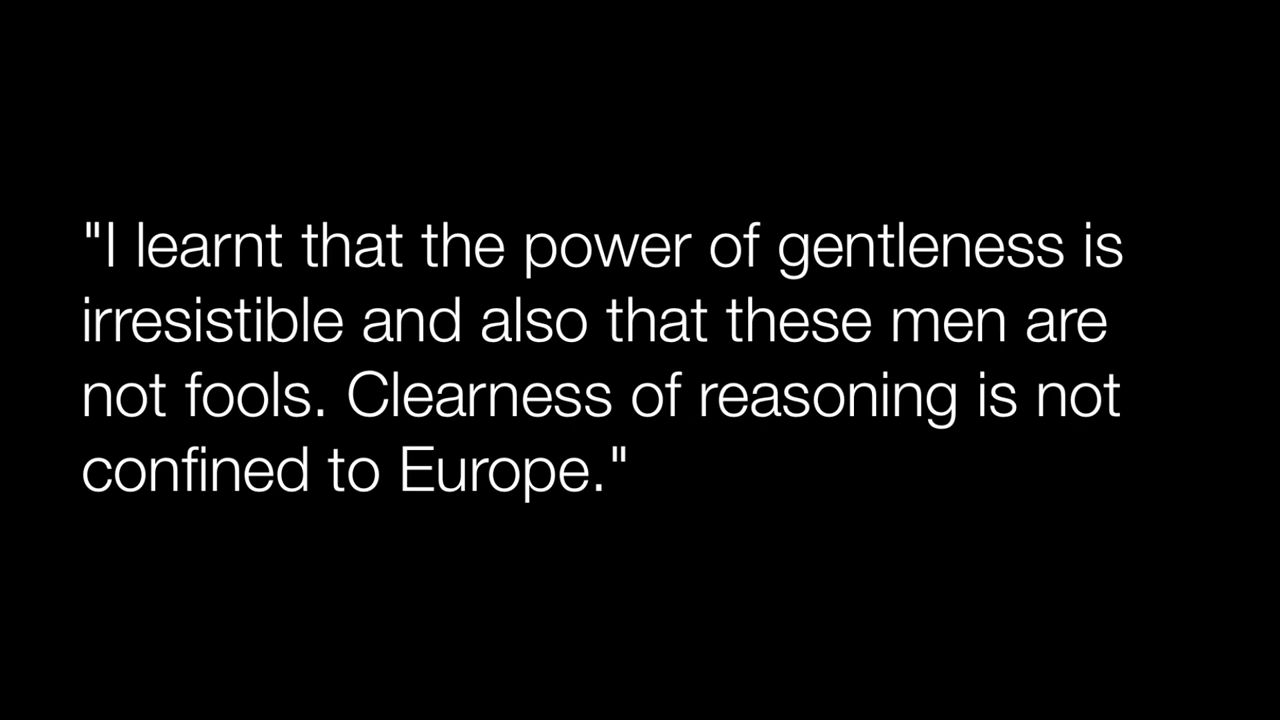 "I learnt that the power of gentleness is
irresistible and also that these men are
not fools. Clearness of reasoning is not
confined to Europe."